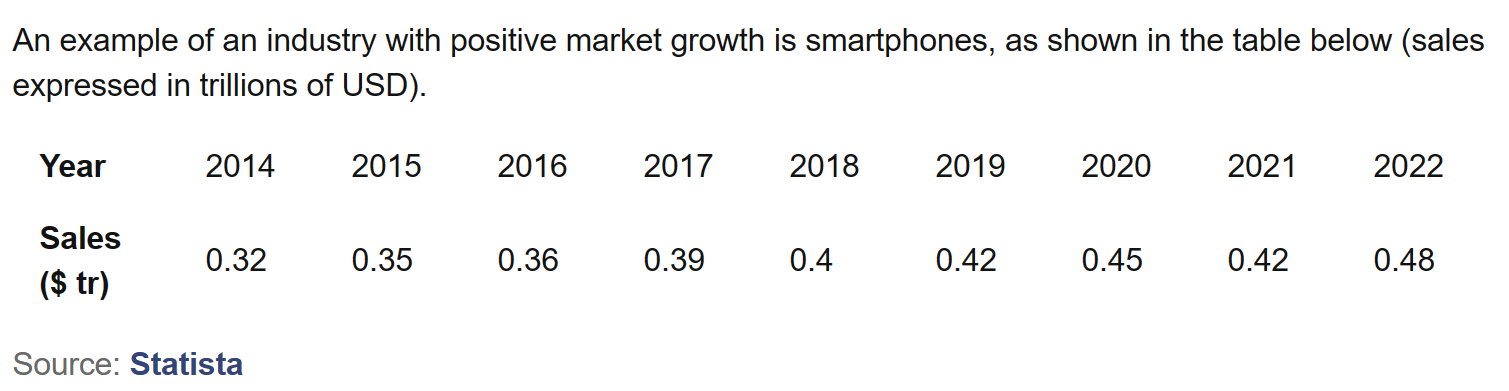 An example of an industry with positive market growth is smartphones, as shown in the table below (sales
expressed in trillions of USD).
Year 2014 2015 2016 2017 2018 2019 2020 2021 2022
Sales
($ tr) 0.32 0.35 0.36 0.39 0.4 0.42 0.45 0.42 0.48
Source: Statista